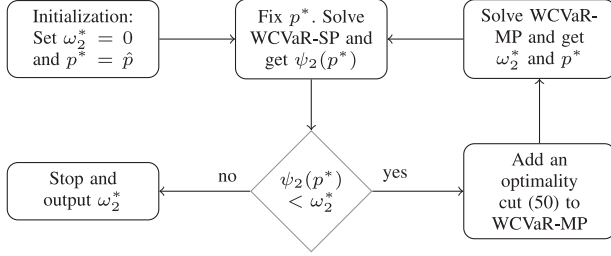 Initialization:
Set ω₂* = 0
and p* = p̂
Fix p*. Solve
WCVaR-SP and
get ψ₂(p*)
Solve WCVaR-
MP and get
ω₂* and p*
Stop and
output ω₂*
no
ψ₂(p*)
< ω₂*
yes
Add an
optimality
cut (50) to
WCVaR-MP